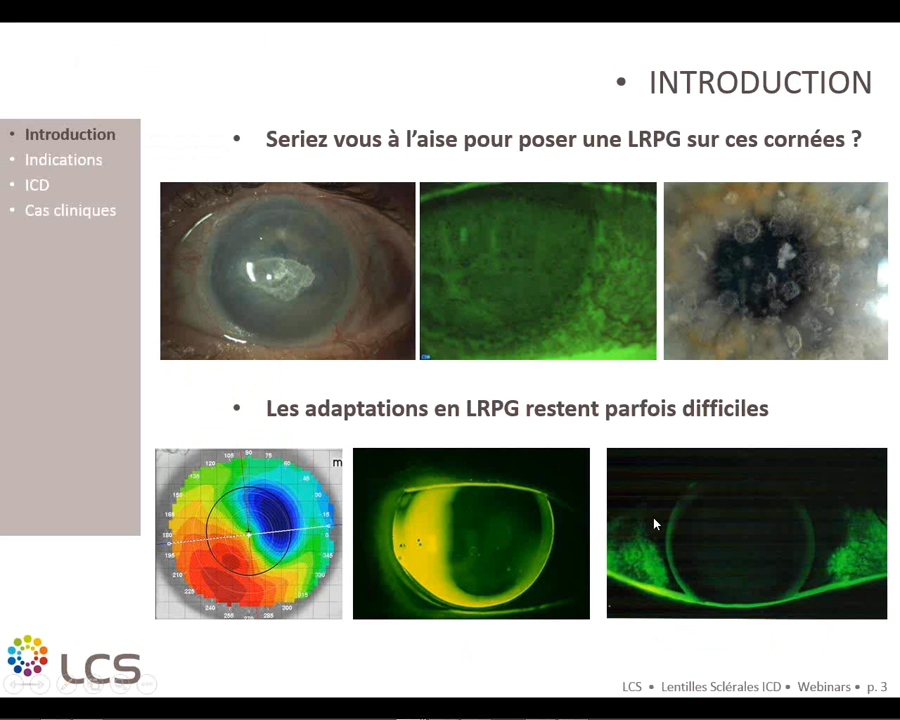 INTRODUCTION
Introduction
Indications
ICD
Cas cliniques
Seriez vous à l'aise pour poser une LRPG sur ces cornées ?
Les adaptations en LRPG restent parfois difficiles
m
LCS
LCS • Lentilles Sclérales ICD • Webinars • p. 3